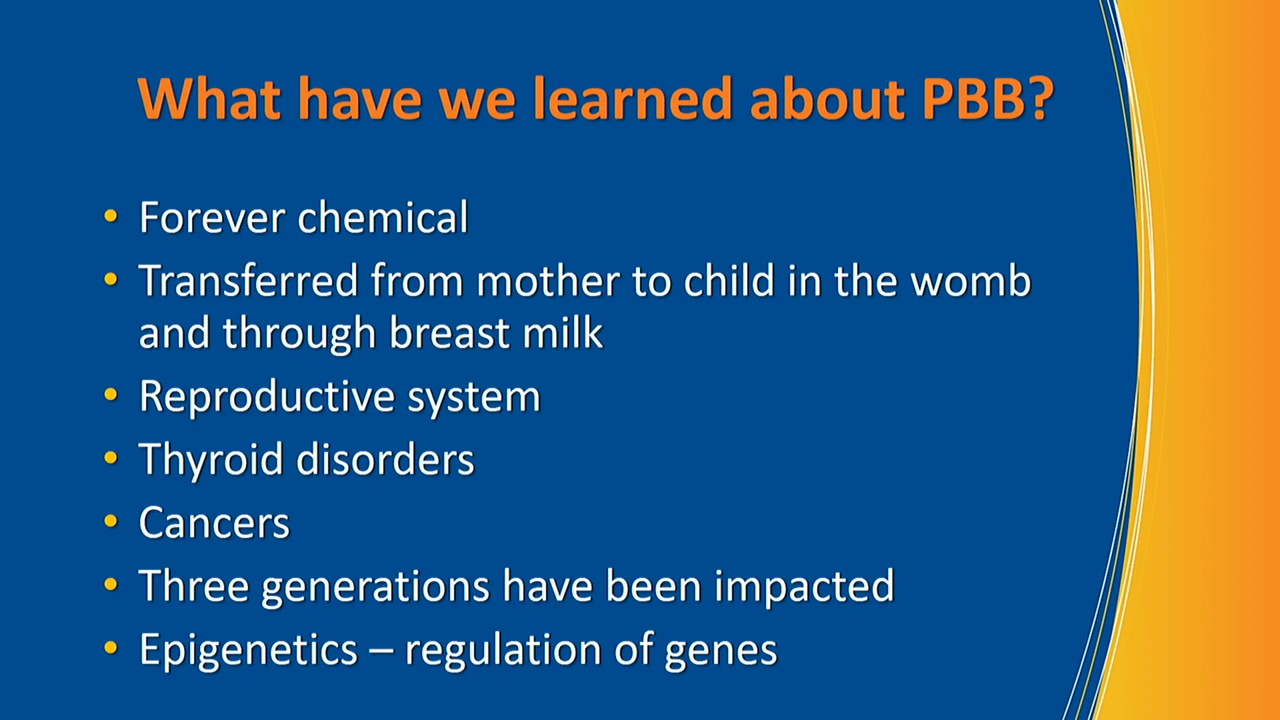 What have we learned about PBB?
• Forever chemical
• Transferred from mother to child in the womb
and through breast milk
• Reproductive system
• Thyroid disorders
• Cancers
• Three generations have been impacted
• Epigenetics – regulation of genes